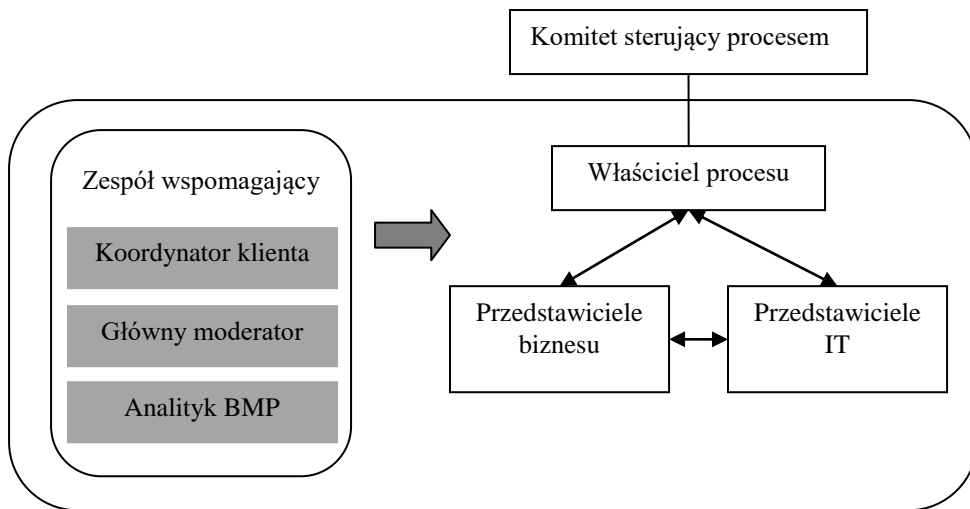 Komitet sterujący procesem
Właściciel procesu
Zespół wspomagający
Koordynator klienta
Główny moderator
Analityk BMP
Przedstawiciele
biznesu
Przedstawiciele
IT